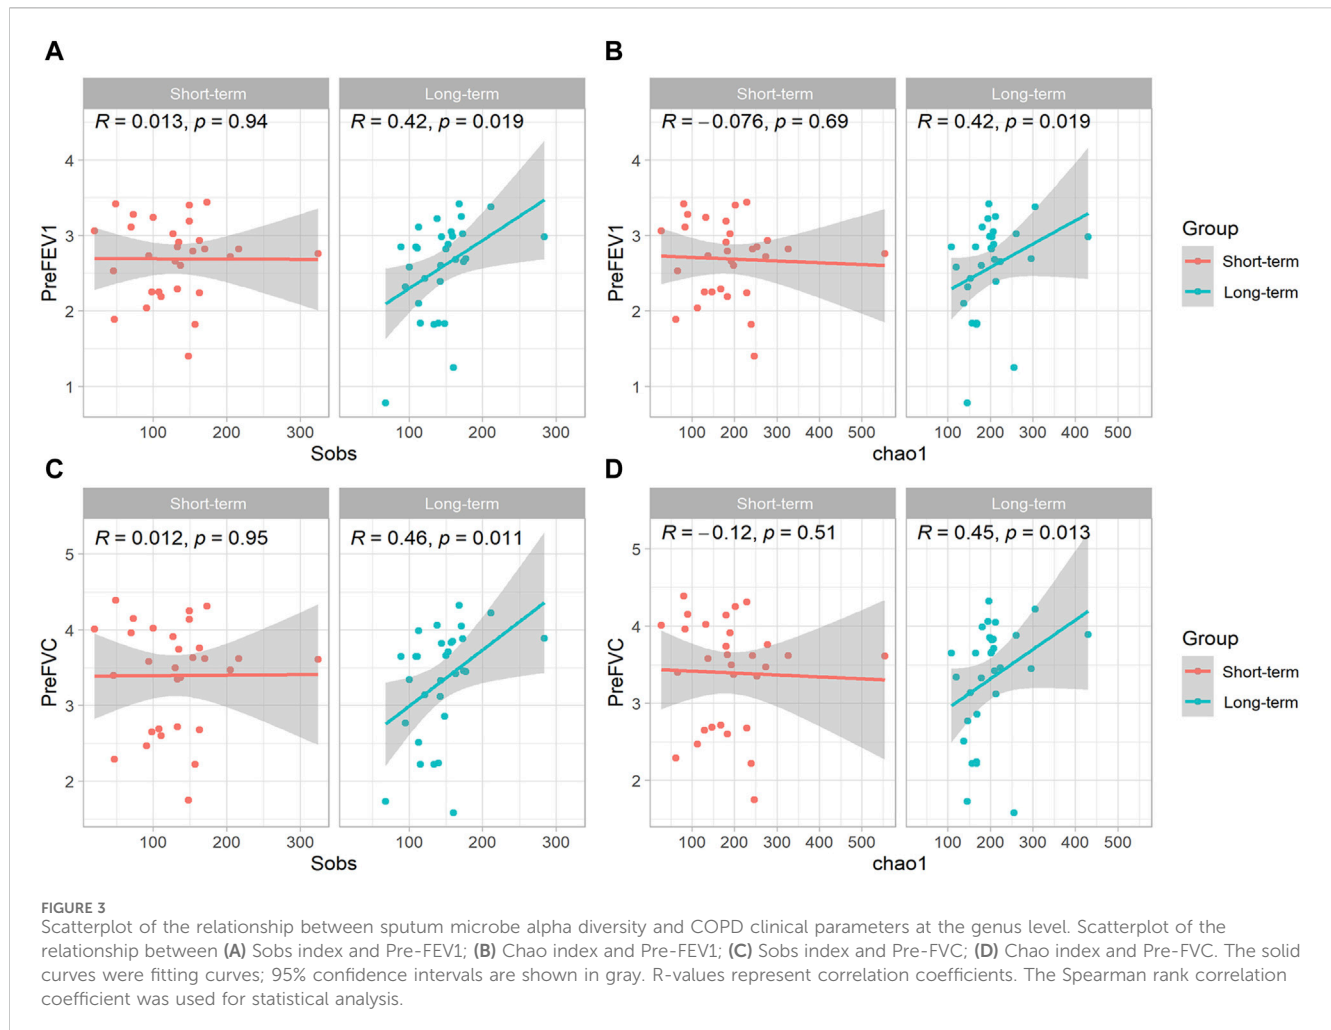 A
B
Short-term
Long-term
Short-term
Long-term
R = 0.013, p = 0.94
R = 0.42, p = 0.019
R = −0.076, p = 0.69
R = 0.42, p = 0.019
PreFEV1
4
3
2
1
PreFEV1
4
3
2
1
Group
Short-term
Long-term
100 200 300
100 200 300
100 200 300 400 500
100 200 300 400 500
Sobs
chao1
C
D
Short-term
Long-term
Short-term
Long-term
R = 0.012, p = 0.95
R = 0.46, p = 0.011
R = −0.12, p = 0.51
R = 0.45, p = 0.013
PreFVC
5
4
3
2
PreFVC
5
4
3
2
Group
Short-term
Long-term
100 200 300
100 200 300
100 200 300 400 500
100 200 300 400 500
Sobs
chao1
FIGURE 3
Scatterplot of the relationship between sputum microbe alpha diversity and COPD clinical parameters at the genus level. Scatterplot of the
relationship between (A) Sobs index and Pre-FEV1; (B) Chao index and Pre-FEV1; (C) Sobs index and Pre-FVC; (D) Chao index and Pre-FVC. The solid
curves were fitting curves; 95% confidence intervals are shown in gray. R-values represent correlation coefficients. The Spearman rank correlation
coefficient was used for statistical analysis.